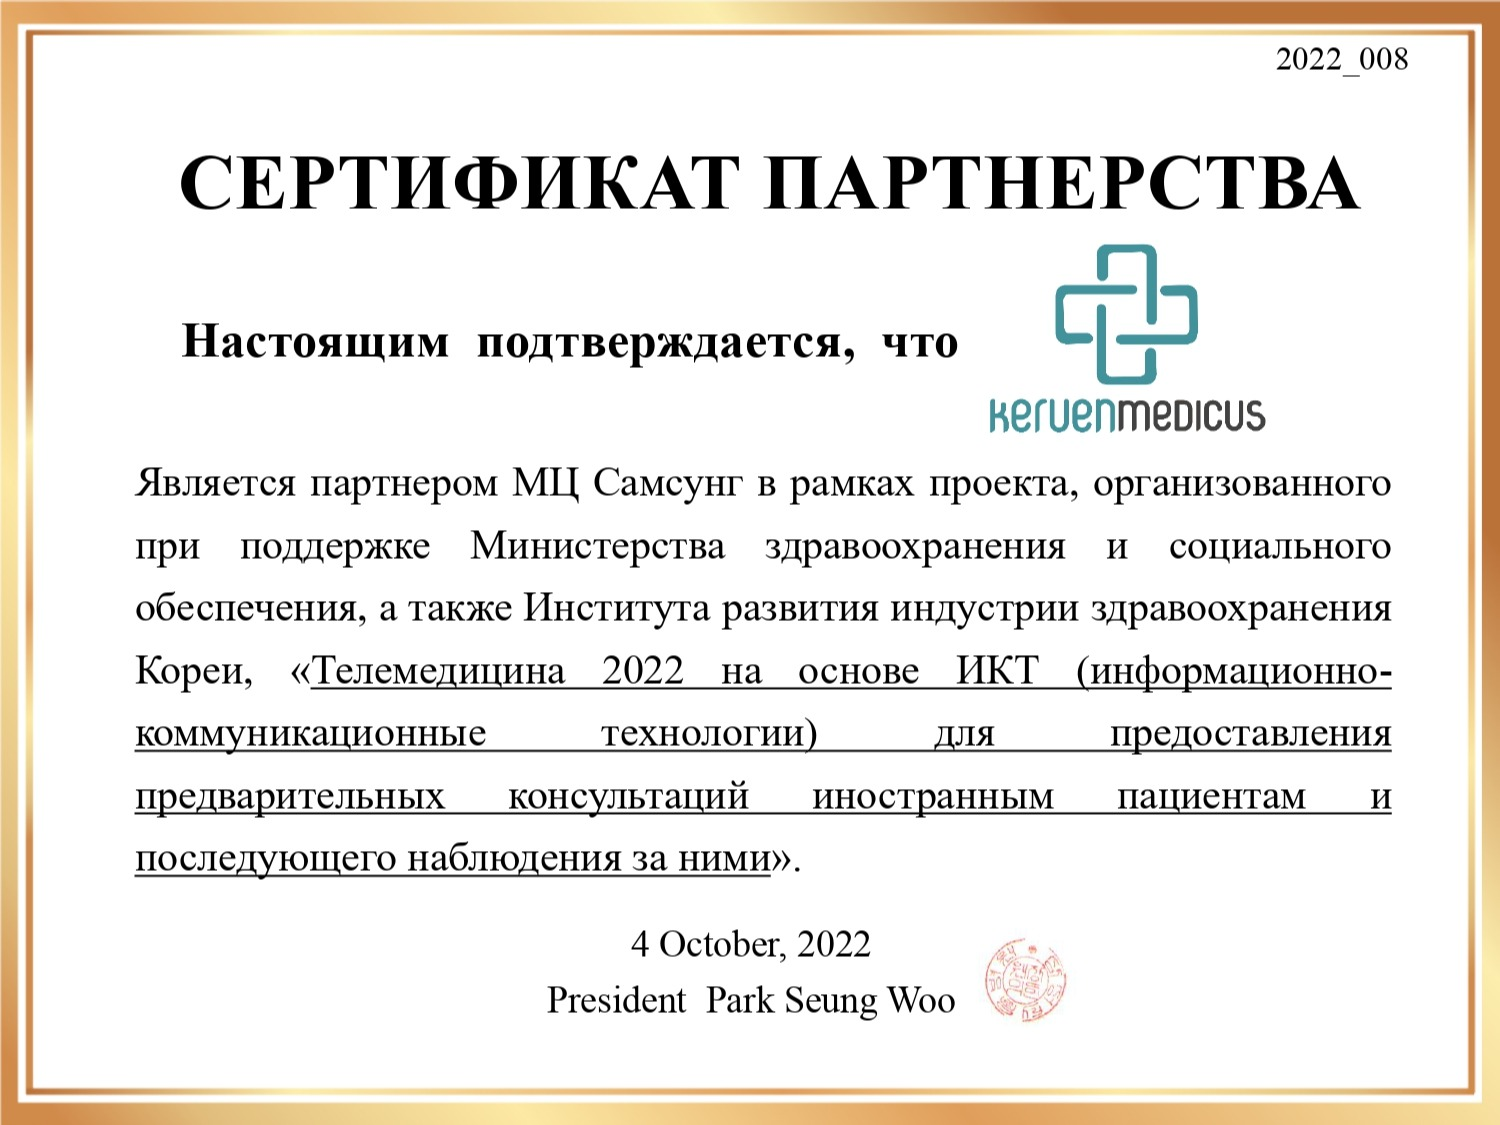 2022_008
СЕРТИФИКАТ ПАРТНЕРСТВА
Настоящим подтверждается, что
kervenmedicus
Является партнером МЦ Самсунг в рамках проекта, организованного
при поддержке Министерства здравоохранения и социального
обеспечения, а также Института развития индустрии здравоохранения
Кореи, «Телемедицина 2022 на основе ИКТ (информационно-
коммуникационные технологии) для предоставления
предварительных консультаций иностранным пациентам и
последующего наблюдения за ними».
4 October, 2022
President Park Seung Woo